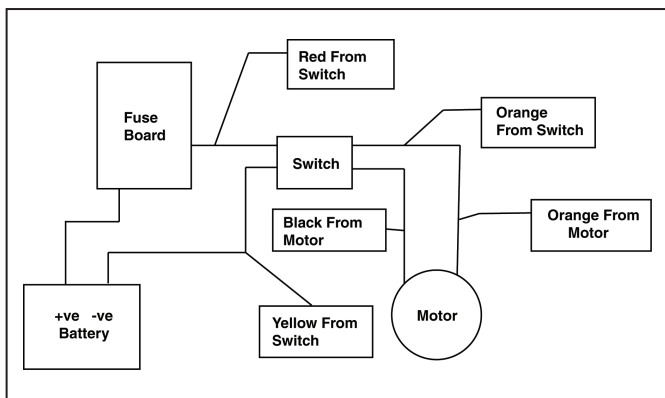 Red From
Switch
Fuse
Board
Orange
From Switch
Switch
Black From
Motor
Orange From
Motor
+ve -ve
Battery
Yellow From
Switch
Motor